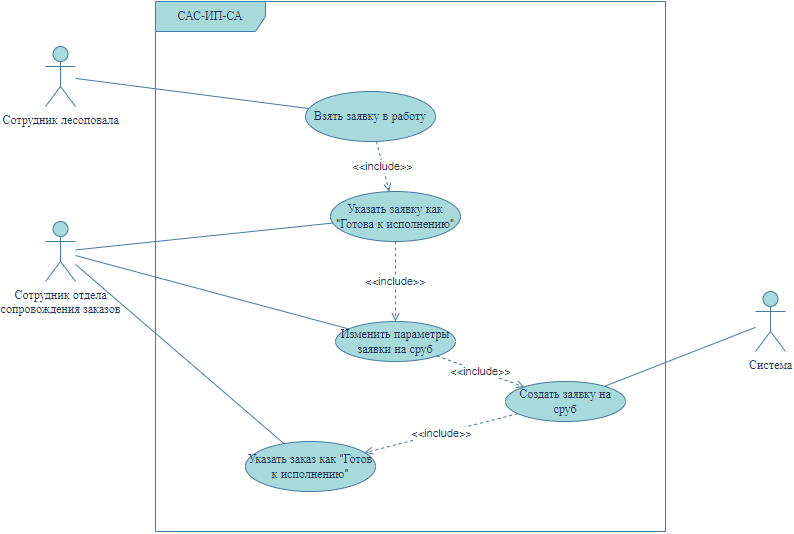 САС-ИП-СА
Сотрудник лесоповала
Взять заявку в работу
<<include>>
Указать заявку как
"Готова к исполнению"
<<include>>
Сотрудник отдела
сопровождения заказов
Изменить параметры
заявки на сруб
<<include>>
Система
Создать заявку на
сруб
<<include>>
Указать заказ как "Готов
к исполнению"